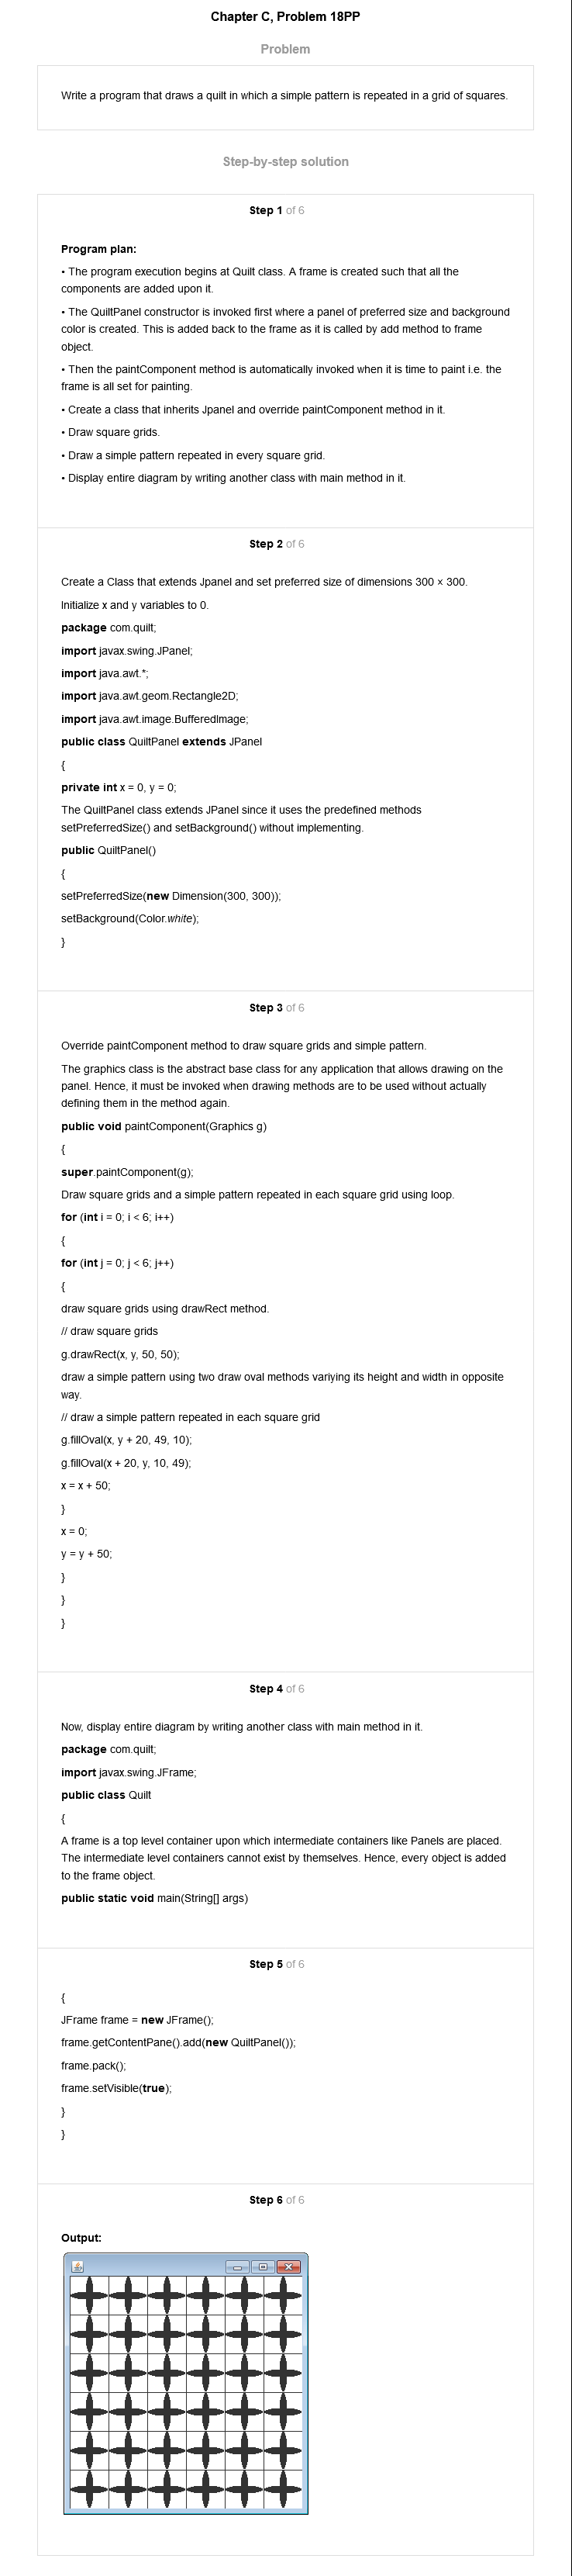 Chapter C, Problem 18PP
Problem
Write a program that draws a quilt in which a simple pattern is repeated in a grid of squares.
Step-by-step solution
Step 1 of 6
Program plan:
• The program execution begins at Quilt class. A frame is created such that all the
components are added upon it.
• The QuiltPanel constructor is invoked first where a panel of preferred size and background
color is created. This is added back to the frame as it is called by add method to frame
object.
• Then the paintComponent method is automatically invoked when it is time to paint i.e. the
frame is all set for painting.
• Create a class that inherits Jpanel and override paintComponent method in it.
• Draw square grids.
• Draw a simple pattern repeated in every square grid.
• Display entire diagram by writing another class with main method in it.
Step 2 of 6
Create a Class that extends Jpanel and set preferred size of dimensions 300 × 300.
Initialize x and y variables to 0.
package com.quilt;
import javax.swing.JPanel;
import java.awt.*;
import java.awt.geom.Rectangle2D;
import java.awt.image.BufferedImage;
public class QuiltPanel extends JPanel
{
private int x = 0, y = 0;
The QuiltPanel class extends JPanel since it uses the predefined methods
setPreferredSize() and setBackground() without implementing.
public QuiltPanel()
{
setPreferredSize(new Dimension(300, 300));
setBackground(Color.white);
}
Step 3 of 6
Override paintComponent method to draw square grids and simple pattern.
The graphics class is the abstract base class for any application that allows drawing on the
panel. Hence, it must be invoked when drawing methods are to be used without actually
defining them in the method again.
public void paintComponent(Graphics g)
{
super.paintComponent(g);
Draw square grids and a simple pattern repeated in each square grid using loop.
for (int i = 0; i < 6; i++)
{
for (int j = 0; j < 6; j++)
{
draw square grids using drawRect method.
// draw square grids
g.drawRect(x, y, 50, 50);
draw a simple pattern using two draw oval methods variying its height and width in opposite
way.
// draw a simple pattern repeated in each square grid
g.fillOval(x, y + 20, 49, 10);
g.fillOval(x + 20, y, 10, 49);
x = x + 50;
}
x = 0;
y = y + 50;
}
}
}
Step 4 of 6
Now, display entire diagram by writing another class with main method in it.
package com.quilt;
import javax.swing.JFrame;
public class Quilt
{
A frame is a top level container upon which intermediate containers like Panels are placed.
The intermediate level containers cannot exist by themselves. Hence, every object is added
to the frame object.
public static void main(String[] args)
Step 5 of 6
{
JFrame frame = new JFrame();
frame.getContentPane().add(new QuiltPanel());
frame.pack();
frame.setVisible(true);
}
}
Step 6 of 6
Output: